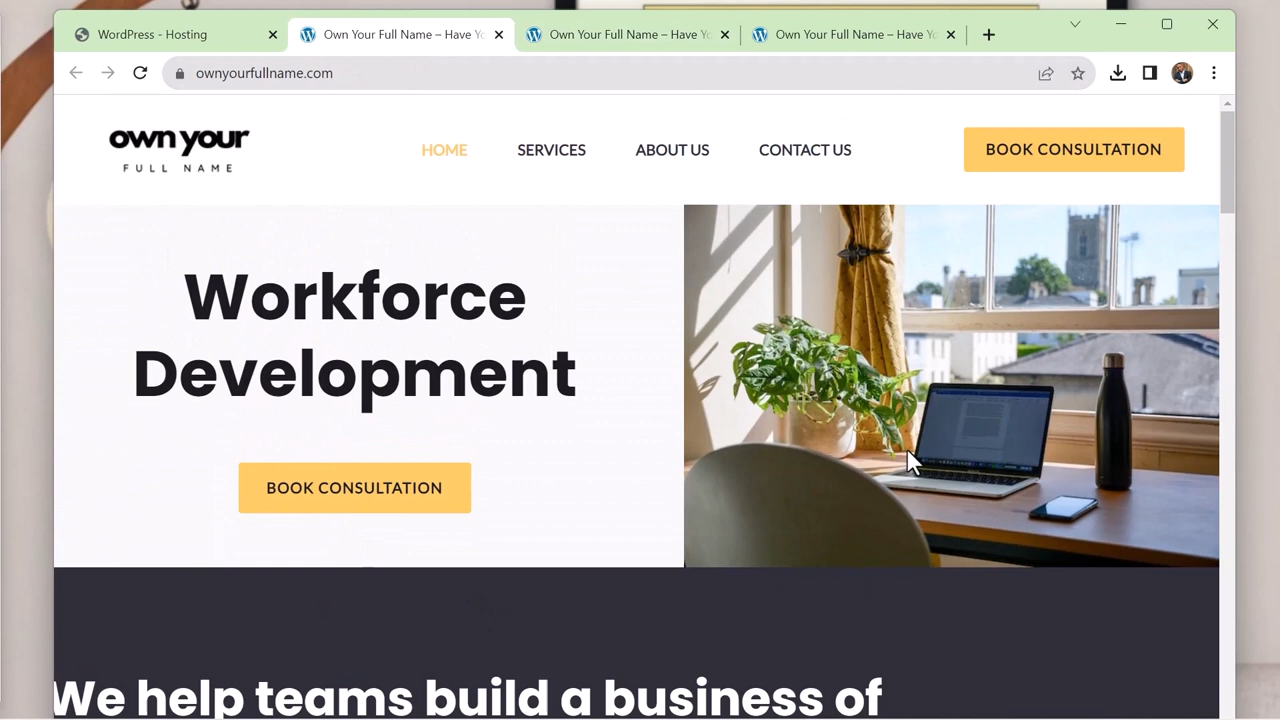 WordPress - Hosting
Own Your Full Name – Have Yo
Own Your Full Name – Have Yo
Own Your Full Name – Have Yo
ownyourfullname.com
own your
FULL NAME
HOME
SERVICES
ABOUT US
CONTACT US
BOOK CONSULTATION
Workforce
Development
BOOK CONSULTATION
We help teams build a business of